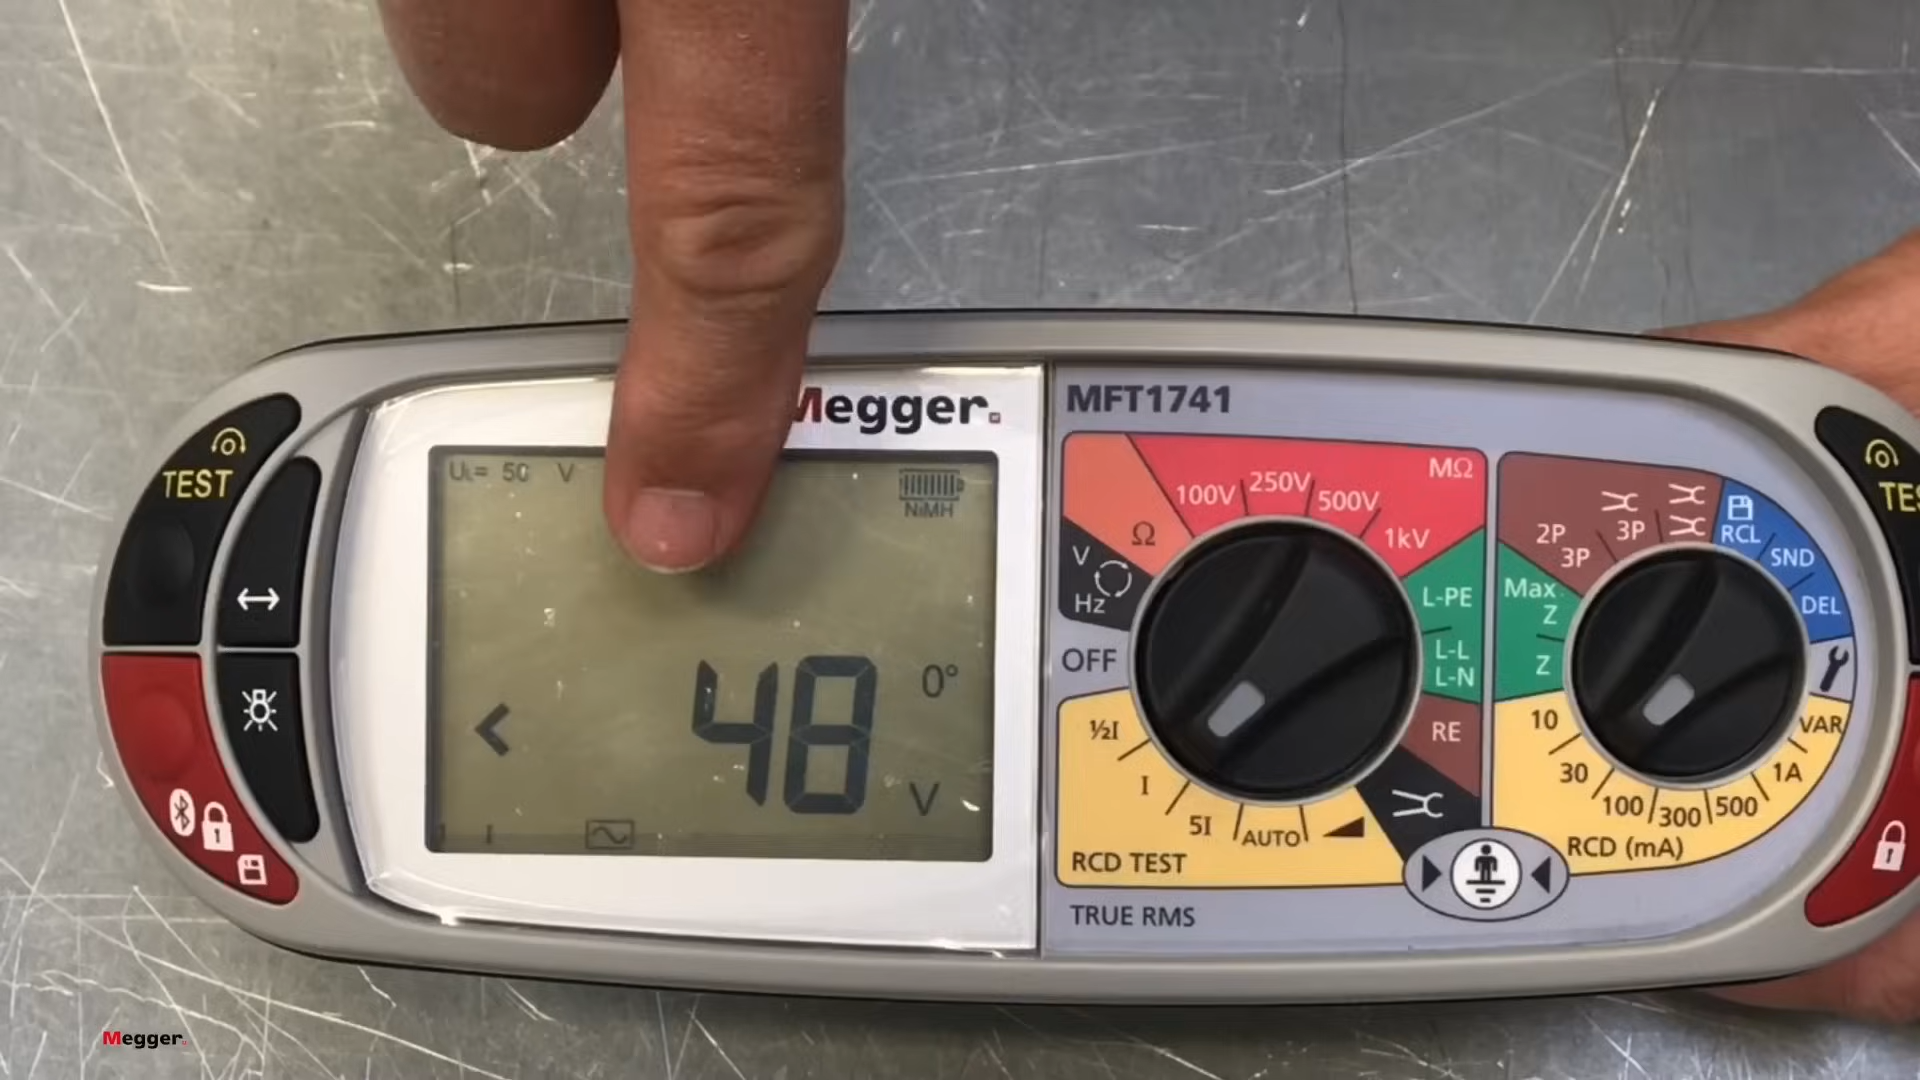 Megger.
MFT1741
UL= 50 V
NiMH
< 48 0°
V
I
TEST
TES
100V
250V
500V
1kV
MΩ
Ω
V
Hz
OFF
L-PE
L-L
L-N
RE
½I
I
5I
AUTO
RCD TEST
TRUE RMS
2P
3P
3P
RCL
SND
DEL
Max
Z
Z
10
30
100
300
500
1A
VAR
RCD (mA)
Megger.